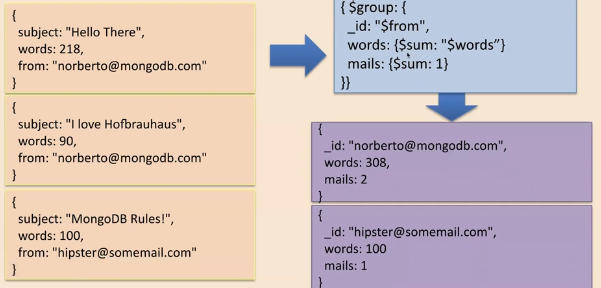 {
subject: "Hello There",
words: 218,
from: "norberto@mongodb.com"
}
{
subject: "I love Hofbrauhaus",
words: 90,
from: "norberto@mongodb.com"
}
{
subject: "MongoDB Rules!",
words: 100,
from: "hipster@somemail.com"
}
{ $group: {
_id: "$from",
words: {$sum: "$words”}
mails: {$sum: 1}
}}
{
_id: "norberto@mongodb.com",
words: 308,
mails: 2
}
{
_id: "hipster@somemail.com",
words: 100
mails: 1
}